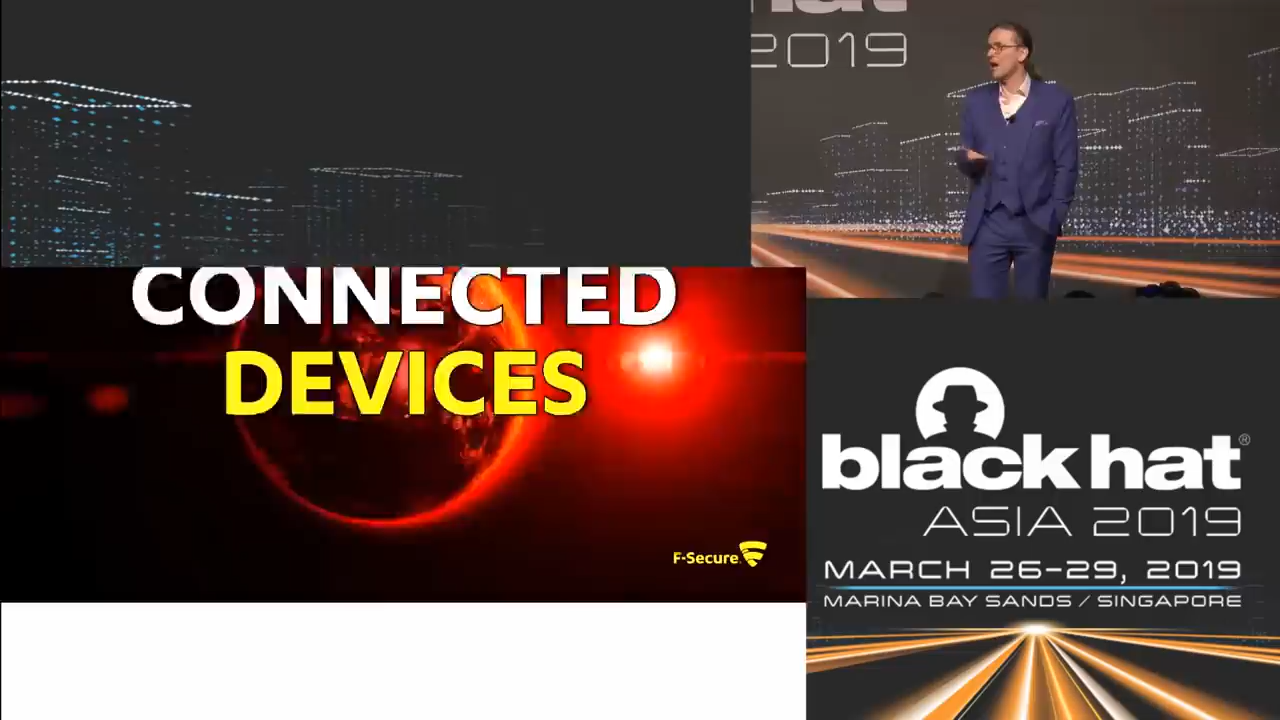 2019
CONNECTED
DEVICES
F-Secure
black hat®
ASIA 2019
MARCH 26-29, 2019
MARINA BAY SANDS / SINGAPORE